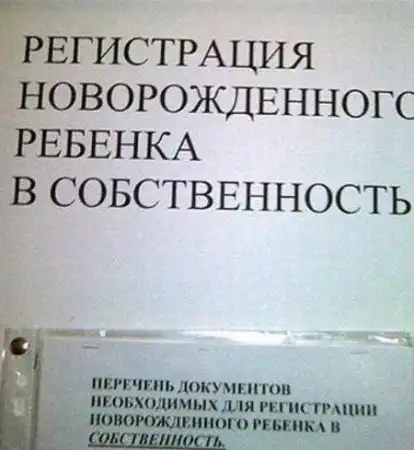 РЕГИСТРАЦИЯ
НОВОРОЖДЕННОГО
РЕБЕНКА
В СОБСТВЕННОСТЬ
ПЕРЕЧЕНЬ ДОКУМЕНТОВ
НЕОБХОДИМЫХ ДЛЯ РЕГИСТРАЦИИ
НОВОРОЖДЕННОГО РЕБЕНКА В
СОБСТВЕННОСТЬ.